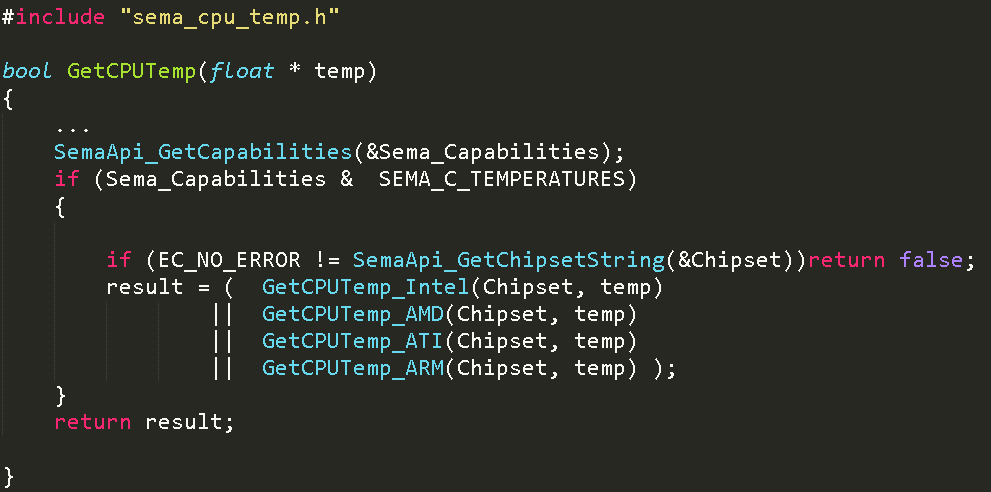 #include "sema_cpu_temp.h"
bool GetCPUTemp(float * temp)
{
...
SemaApi_GetCapabilities(&Sema_Capabilities);
if (Sema_Capabilities &  SEMA_C_TEMPERATURES)
{
if (EC_NO_ERROR != SemaApi_GetChipsetString(&Chipset))return false;
result = (  GetCPUTemp_Intel(Chipset, temp)
||  GetCPUTemp_AMD(Chipset, temp)
||  GetCPUTemp_ATI(Chipset, temp)
||  GetCPUTemp_ARM(Chipset, temp) );
}
return result;
}